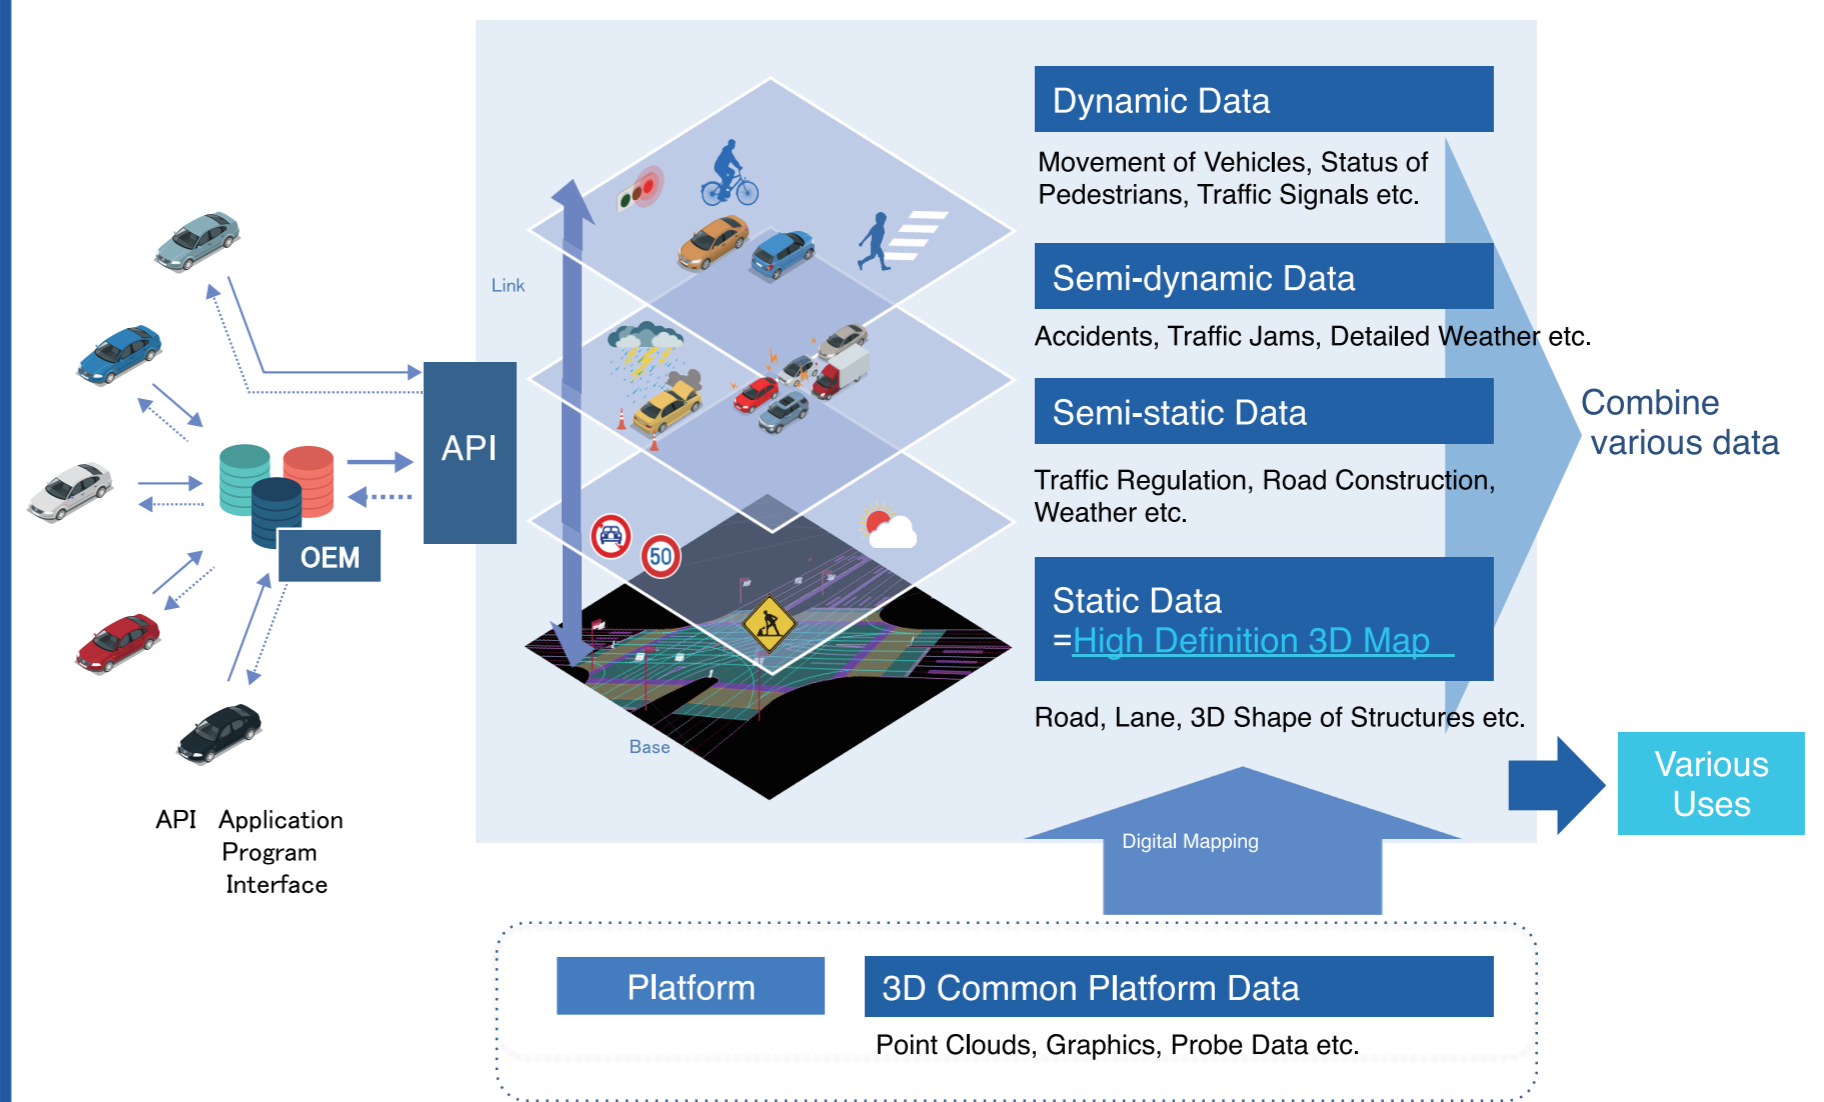 Dynamic Data
Movement of Vehicles, Status of
Pedestrians, Traffic Signals etc.
Link
Semi-dynamic Data
Accidents, Traffic Jams, Detailed Weather etc.
Semi-static Data
Combine
various data
API
Traffic Regulation, Road Construction,
Weather etc.
OEM
50
Static Data
=High Definition 3D Map
Road, Lane, 3D Shape of Structures etc.
Base
Various
Uses
API Application
Program
Interface
Digital Mapping
Platform
3D Common Platform Data
Point Clouds, Graphics, Probe Data etc.